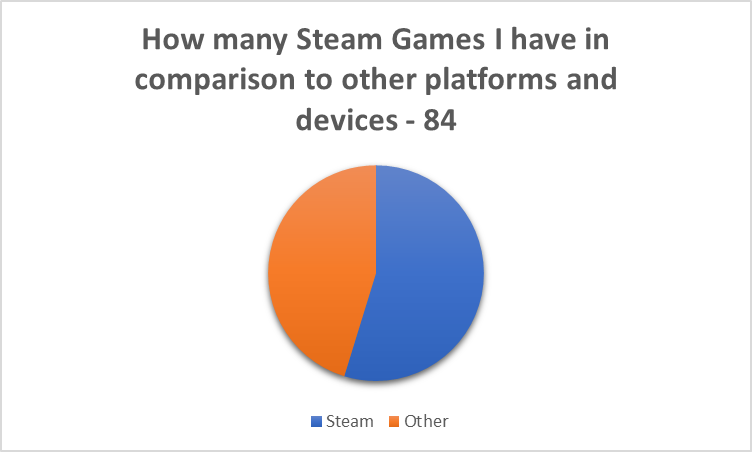 How many Steam Games I have in
comparison to other platforms and
devices - 84
Steam Other